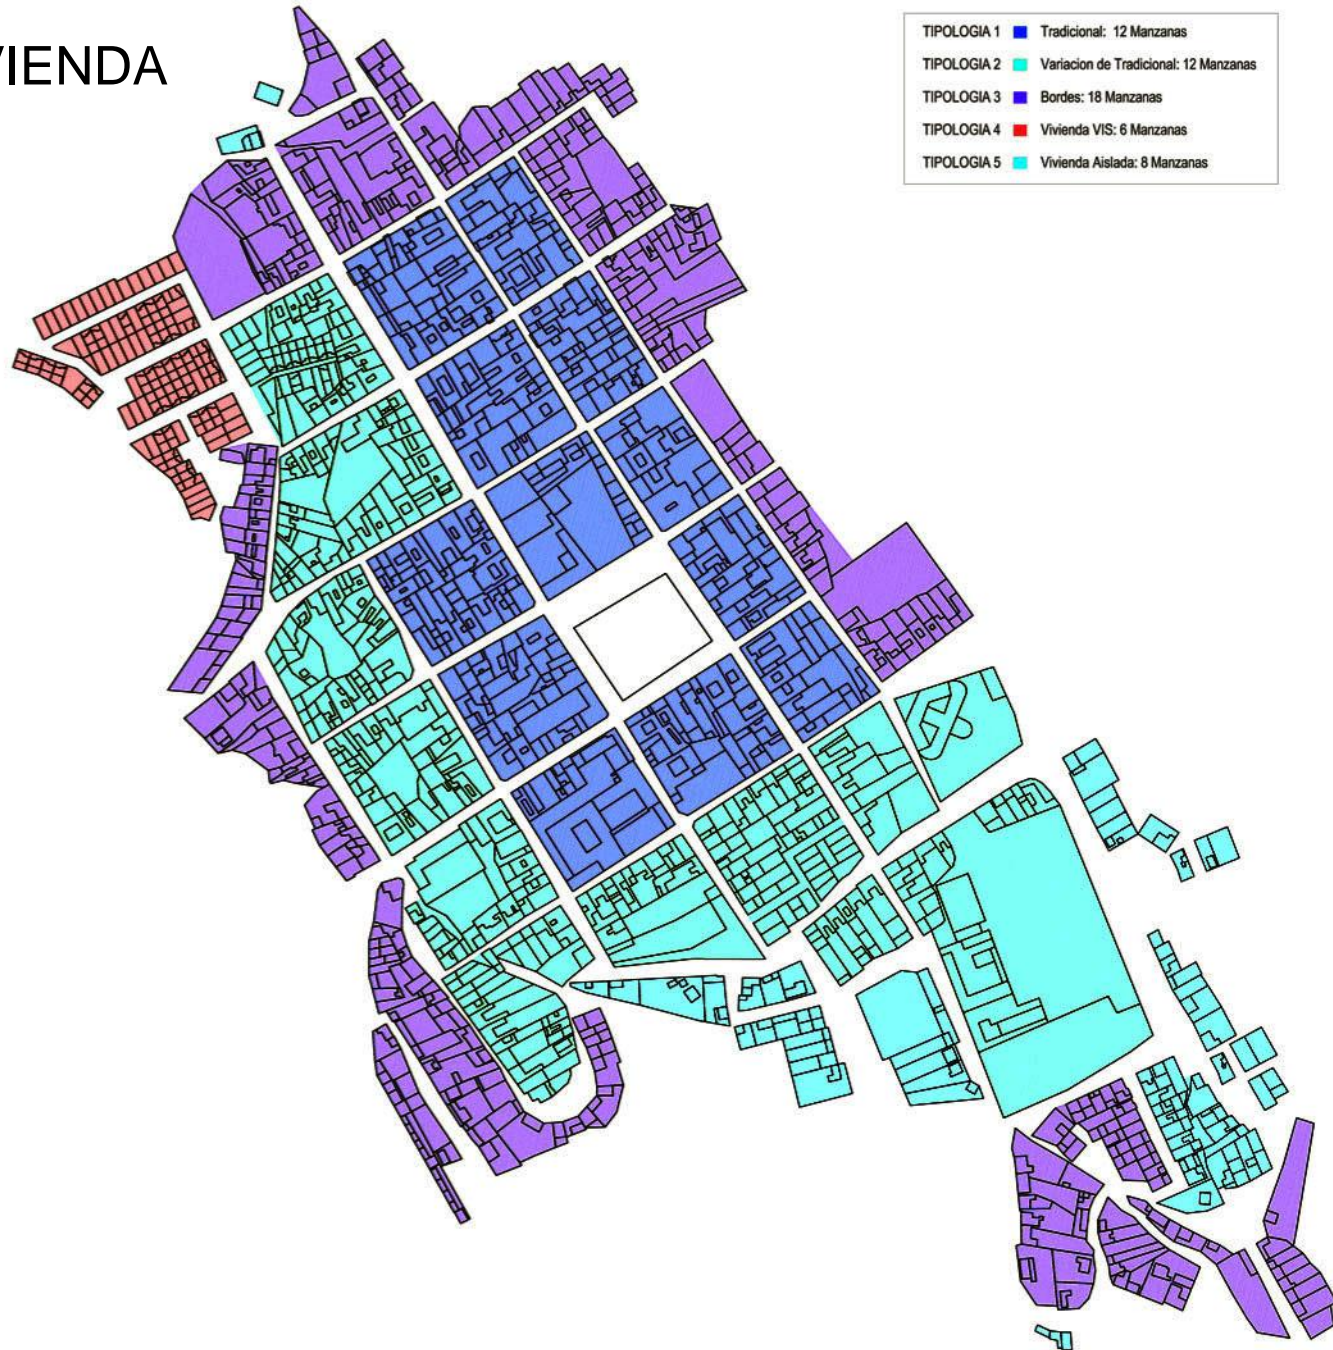 VIENDA
TIPOLOGIA 1 Tradicional: 12 Manzanas
TIPOLOGIA 2 Variacion de Tradicional: 12 Manzanas
TIPOLOGIA 3 Bordes: 18 Manzanas
TIPOLOGIA 4 Vivienda VIS: 6 Manzanas
TIPOLOGIA 5 Vivienda Aislada: 8 Manzanas